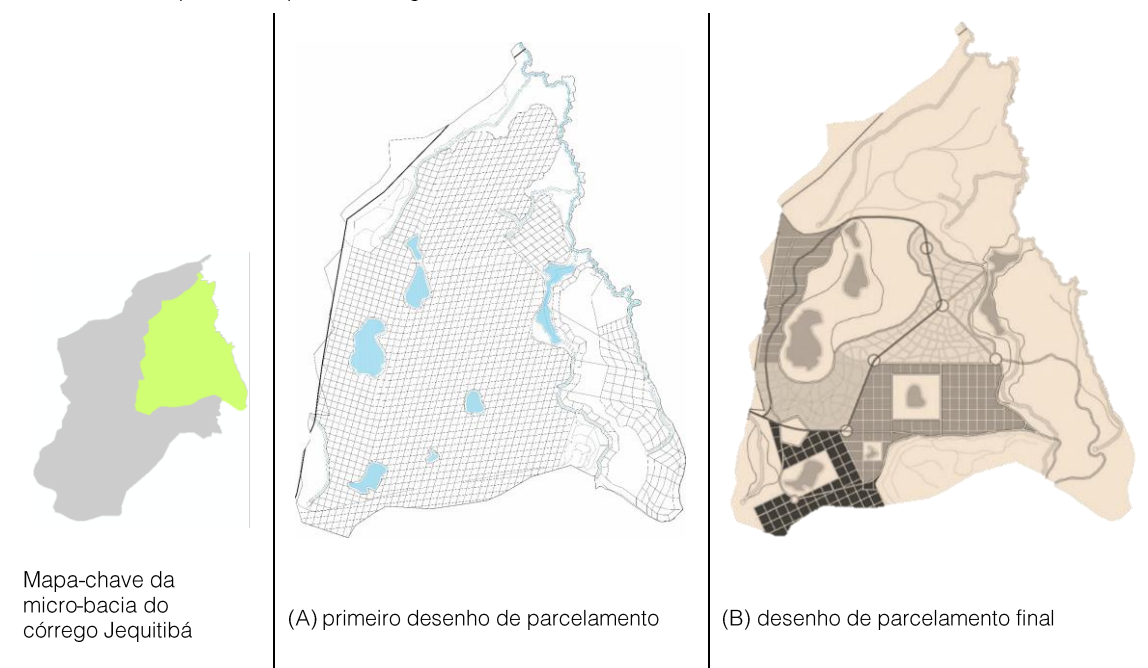 Mapa-chave da
micro-bacia do
córrego Jequitibá
(A) primeiro desenho de parcelamento
(B) desenho de parcelamento final